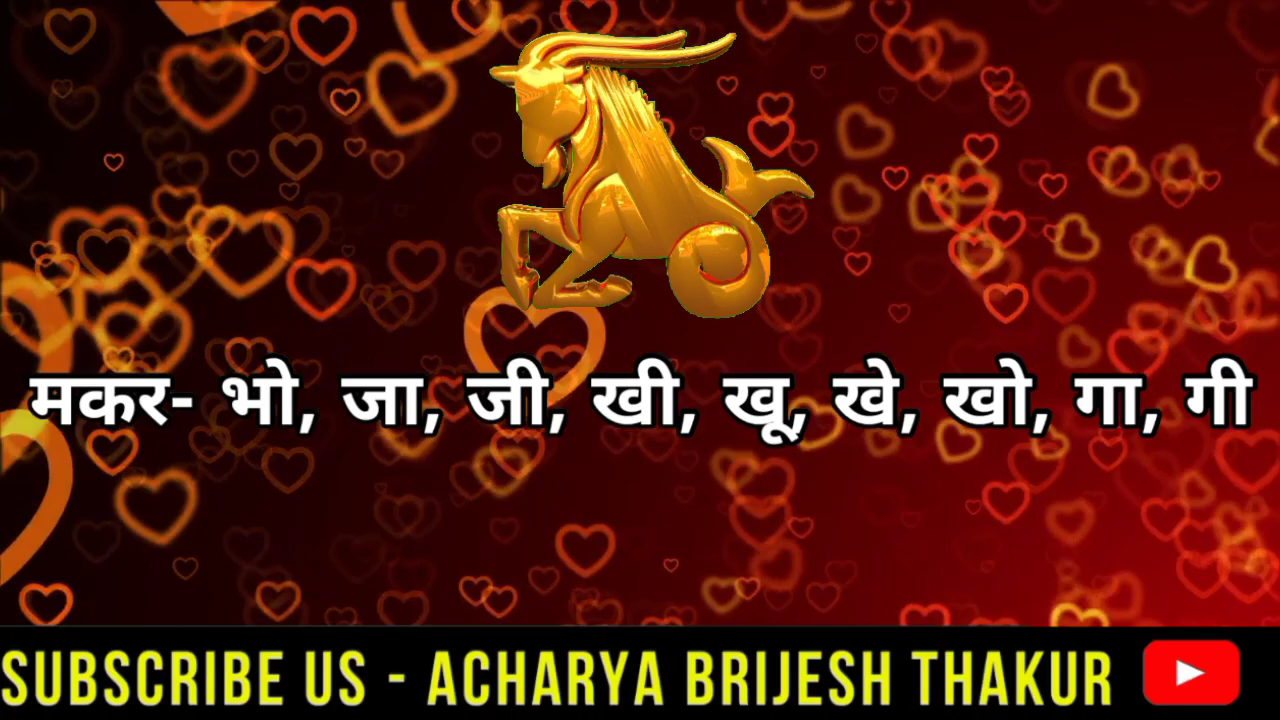 मकर- भो, जा, जी, खी, खू, खे, खो, गा, गी
SUBSCRIBE US - ACHARYA BRIJESH THAKUR